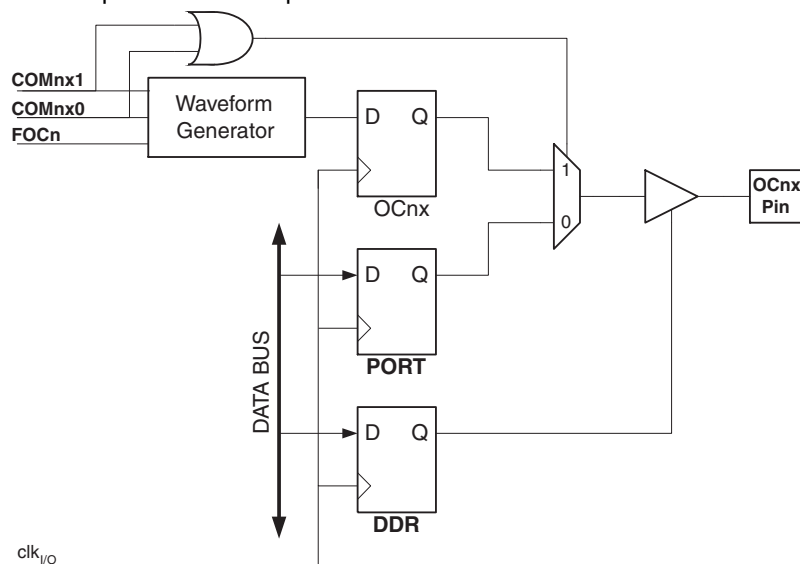 COMnx1
COMnx0
FOCn
Waveform
Generator
D Q
OCnx
1
0
OCnx
Pin
D Q
PORT
DATA BUS
D Q
DDR
clkI/O